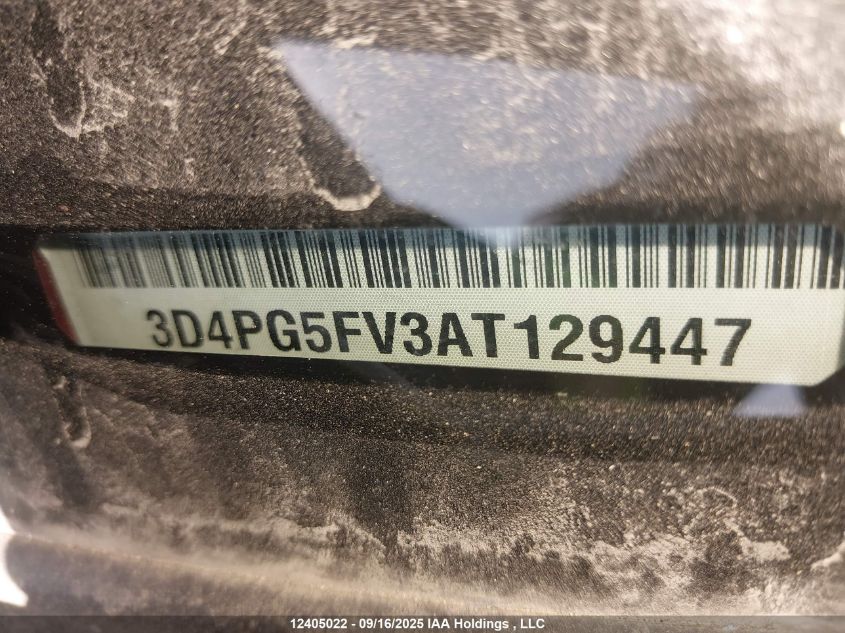 3D4PG5FV3AT129447
12405022 - 09/16/2025 IAA Holdings , LLC